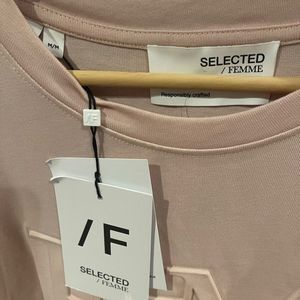 M/M
SELECTED
/ FEMME
Responsibly crafted
/F
/F
SELECTED
/ FEMME